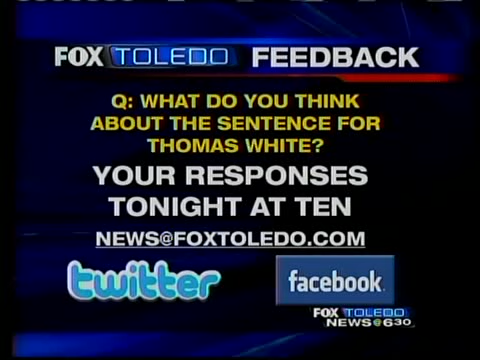 FOX TOLEDO FEEDBACK
Q: WHAT DO YOU THINK
ABOUT THE SENTENCE FOR
THOMAS WHITE?
YOUR RESPONSES
TONIGHT AT TEN
NEWS@FOXTOLEDO.COM
twitter facebook
FOX TOLEDO
NEWS 630